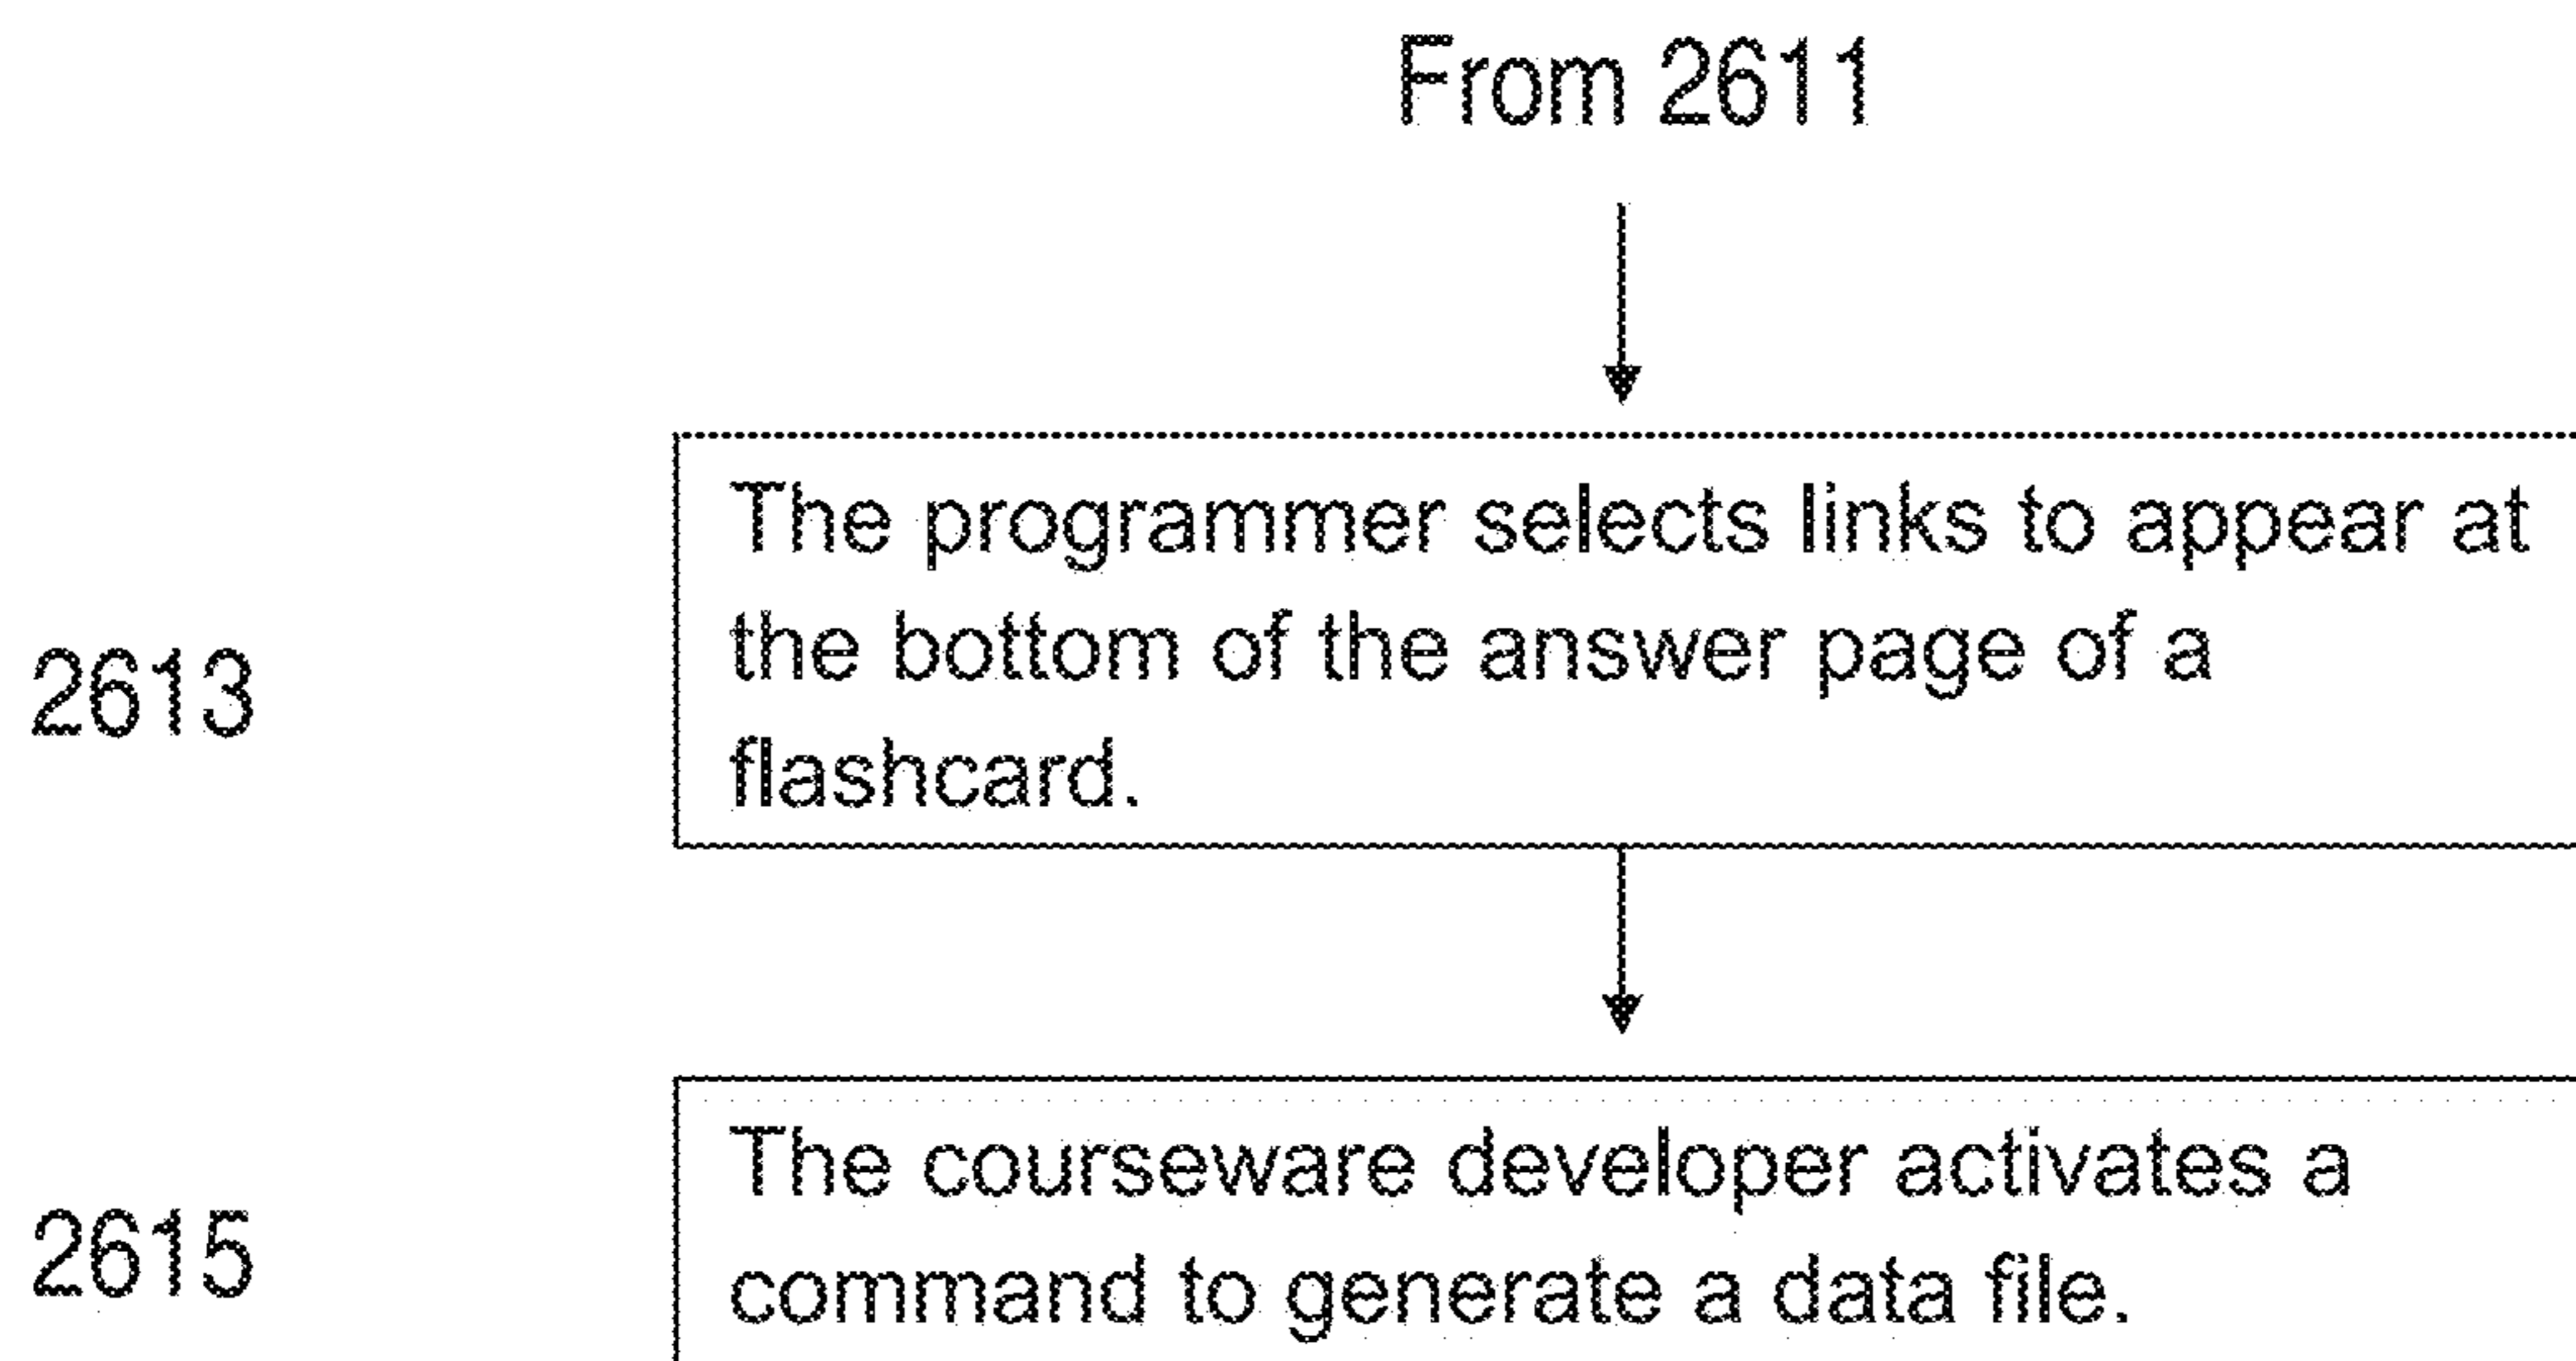 From 2611
The programmer selects links to appear at
the bottom of the answer page of a
flashcard.
2613
The courseware developer activates a
command to generate a data file.
2615